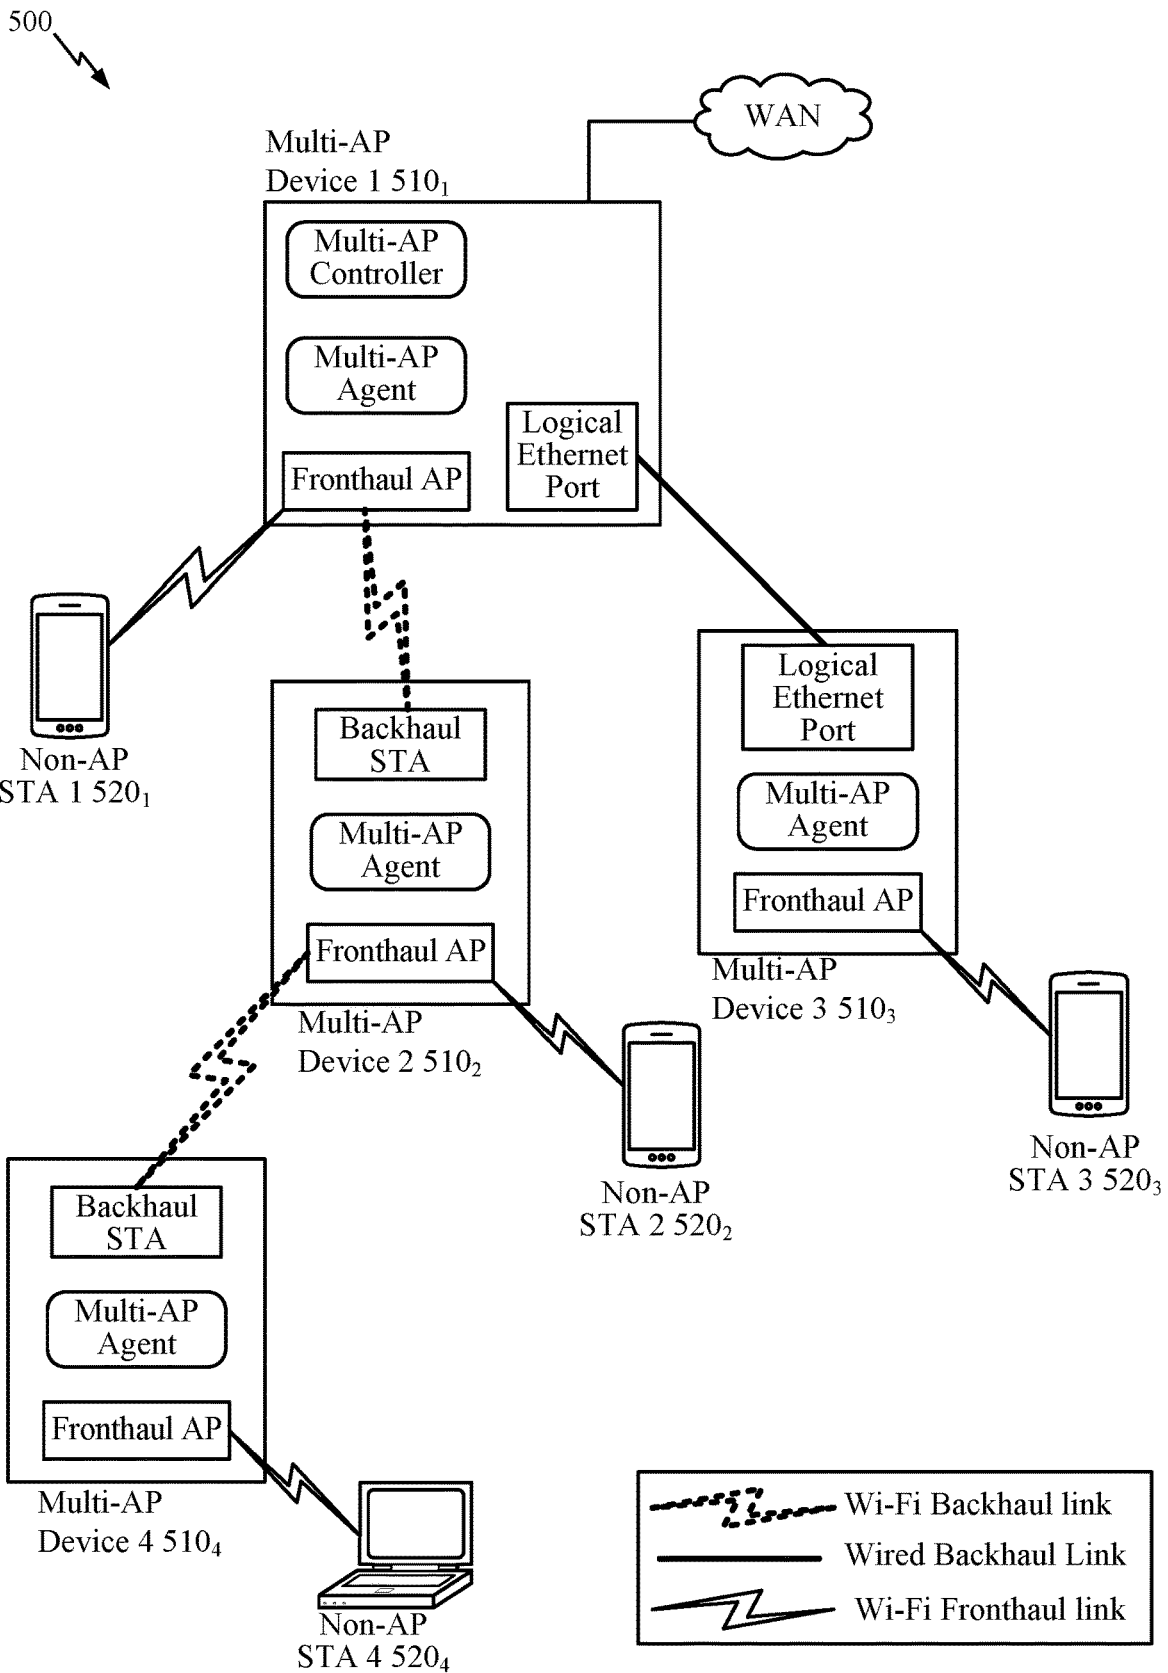 500
WAN
Multi-AP
Device 1 510₁
Multi-AP
Controller
Multi-AP
Agent
Logical
Ethernet
Port
Fronthaul AP
Non-AP
STA 1 520₁
Backhaul
STA
Multi-AP
Agent
Fronthaul AP
Multi-AP
Device 2 510₂
Logical
Ethernet
Port
Multi-AP
Agent
Fronthaul AP
Multi-AP
Device 3 510₃
Non-AP
STA 2 520₂
Non-AP
STA 3 520₃
Backhaul
STA
Multi-AP
Agent
Fronthaul AP
Multi-AP
Device 4 510₄
Non-AP
STA 4 520₄
Wi-Fi Backhaul link
Wired Backhaul Link
Wi-Fi Fronthaul link